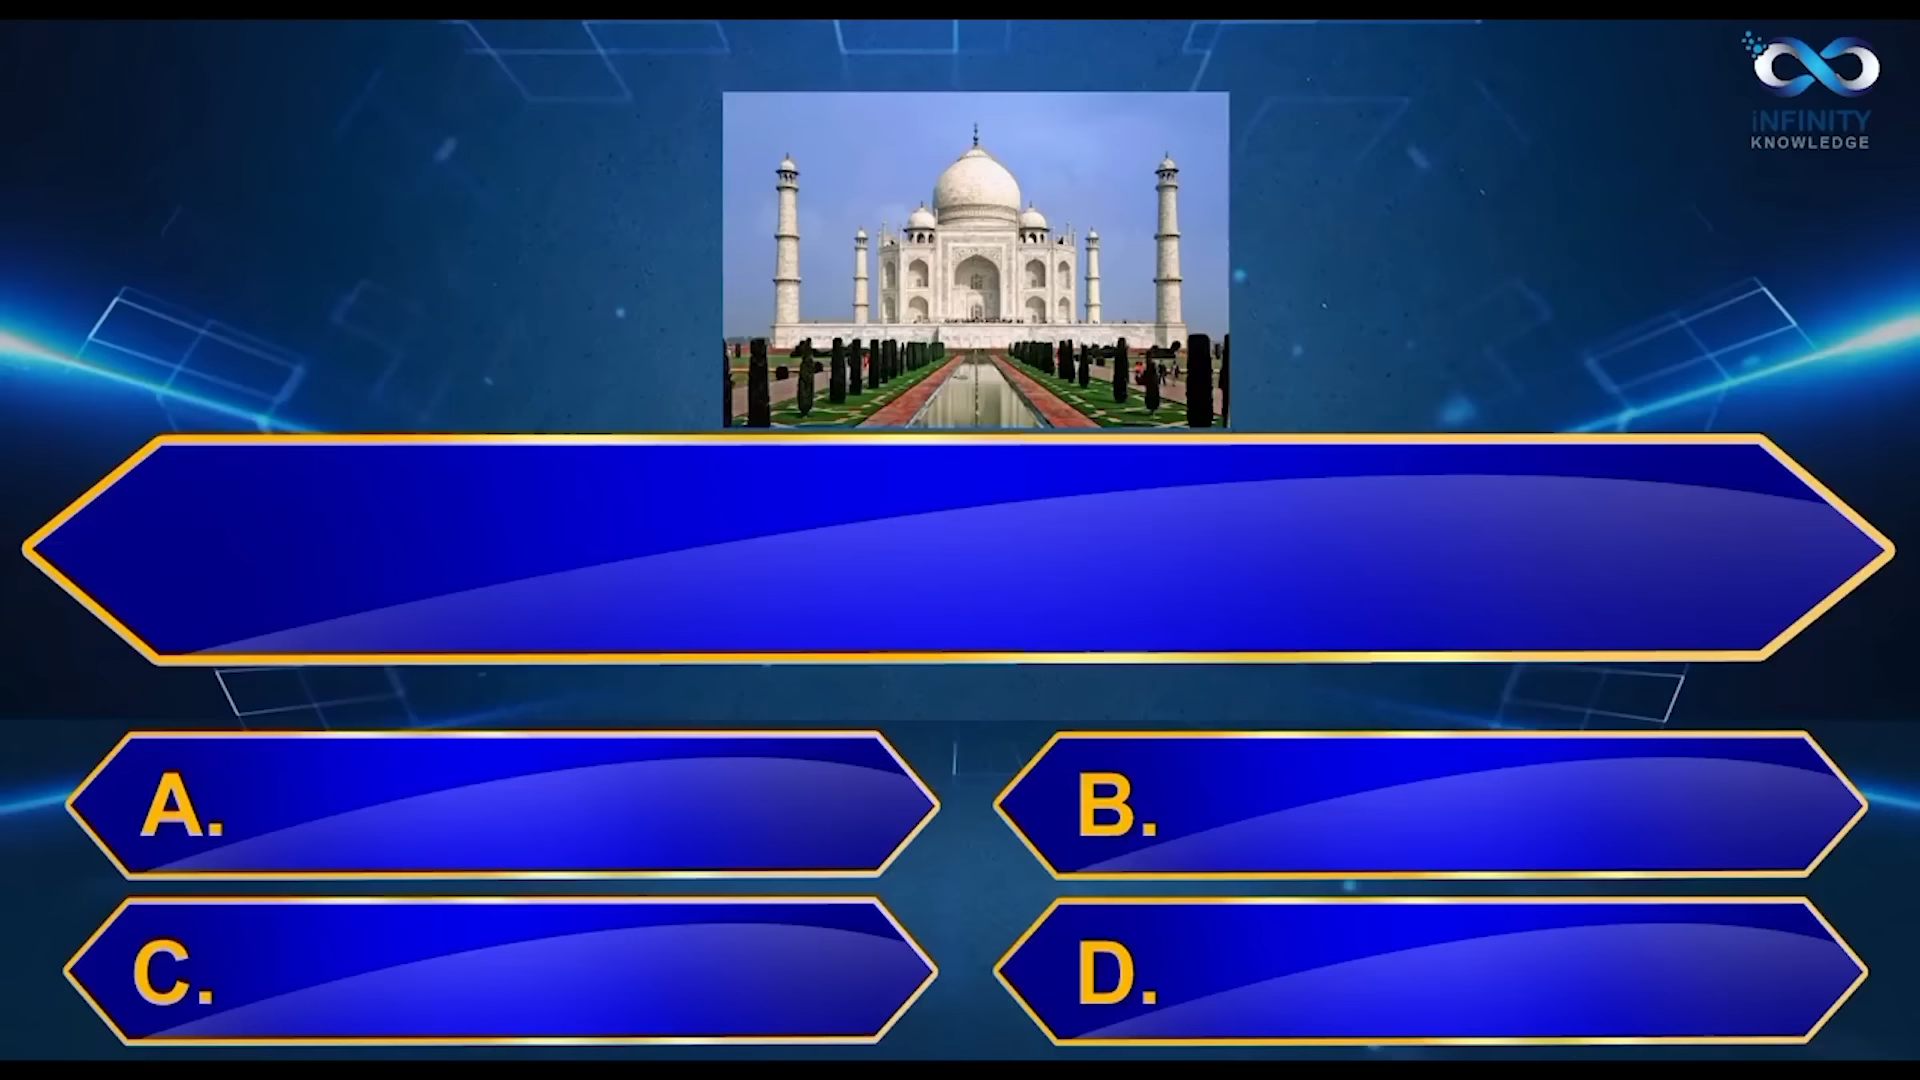 iNFINITY
KNOWLEDGE
A.
B.
C.
D.